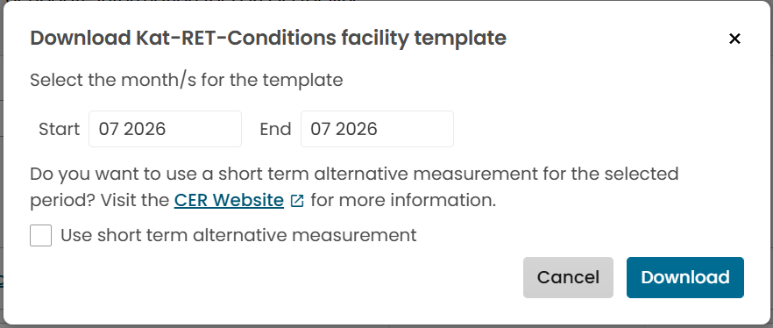 Download Kat-RET-Conditions facility template
Select the month/s for the template
Start 07 2026 End 07 2026
Do you want to use a short term alternative measurement for the selected
period? Visit the CER Website for more information.
Use short term alternative measurement
Cancel Download